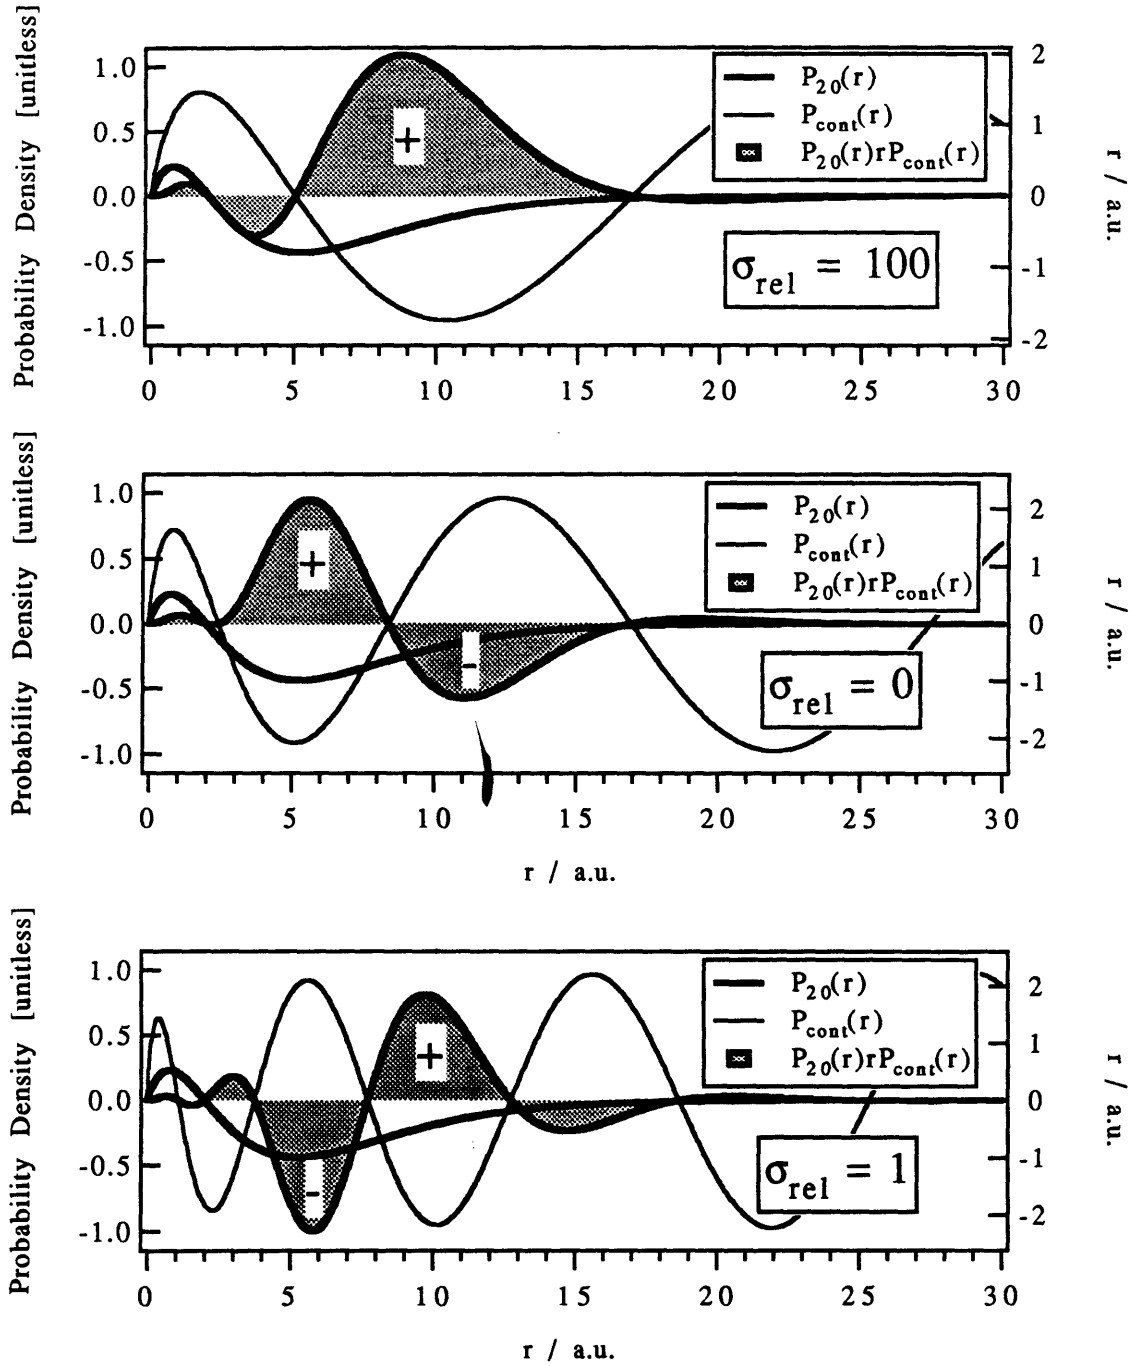 Probability Density [unitless]
1.0
0.5
0.0
-0.5
-1.0
P20(r)
Pcont(r)
P20(r)rPcont(r)
+
σrel = 100
2
1
0
-1
-2
r / a.u.
0 5 10 15 20 25 30
Probability Density [unitless]
1.0
0.5
0.0
-0.5
-1.0
P20(r)
Pcont(r)
P20(r)rPcont(r)
+
-
σrel = 0
2
1
0
-1
-2
r / a.u.
0 5 10 15 20 25 30
r / a.u.
Probability Density [unitless]
1.0
0.5
0.0
-0.5
-1.0
P20(r)
Pcont(r)
P20(r)rPcont(r)
+
-
σrel = 1
2
1
0
-1
-2
r / a.u.
0 5 10 15 20 25 30
r / a.u.